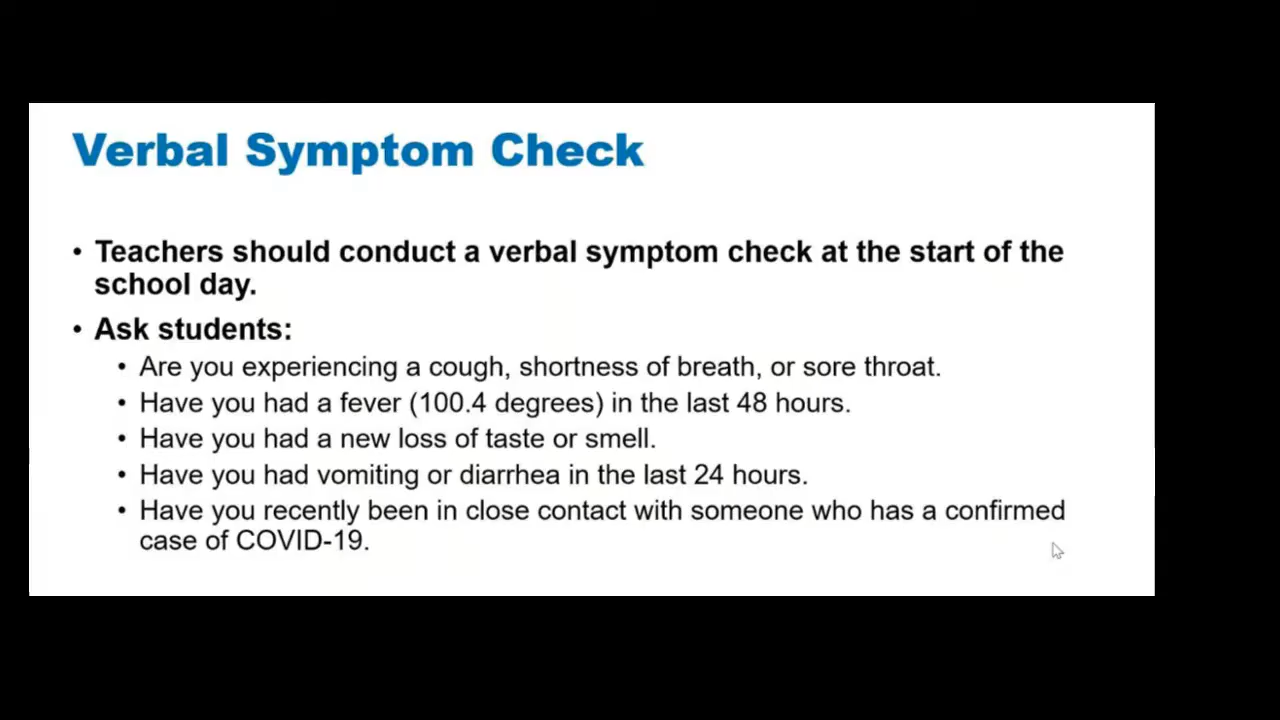 Verbal Symptom Check
• Teachers should conduct a verbal symptom check at the start of the
school day.
• Ask students:
• Are you experiencing a cough, shortness of breath, or sore throat.
• Have you had a fever (100.4 degrees) in the last 48 hours.
• Have you had a new loss of taste or smell.
• Have you had vomiting or diarrhea in the last 24 hours.
• Have you recently been in close contact with someone who has a confirmed
case of COVID-19.